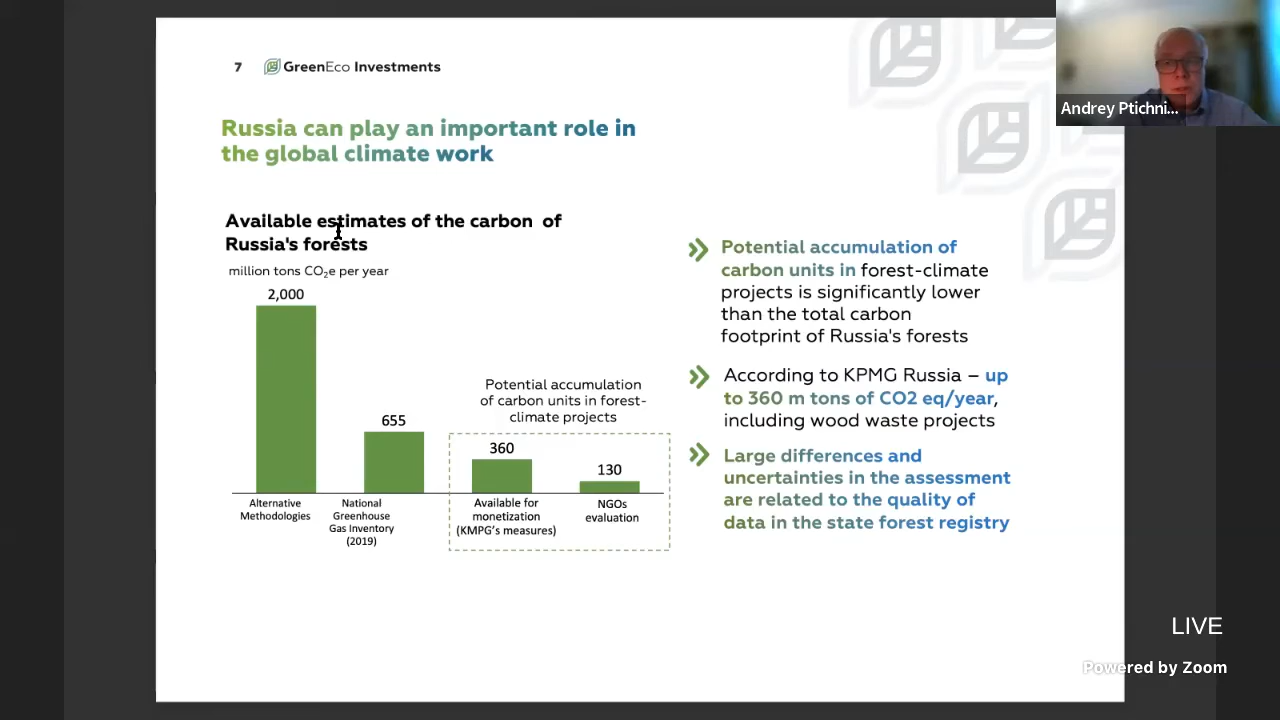 7
GreenEco Investments
Andrey Ptichni...
Russia can play an important role in
the global climate work
Available estimates of the carbon  of
Russia's forests
million tons CO₂e per year
2,000
655
Potential accumulation
of carbon units in forest-
climate projects
360
130
Alternative
Methodologies
National
Greenhouse
Gas Inventory
(2019)
Available for
monetization
(KMPG's measures)
NGOs
evaluation
Potential accumulation of
carbon units in forest-climate
projects is significantly lower
than the total carbon
footprint of Russia's forests
According to KPMG Russia – up
to 360 m tons of CO2 eq/year,
including wood waste projects
Large differences and
uncertainties in the assessment
are related to the quality of
data in the state forest registry
LIVE
Powered by Zoom